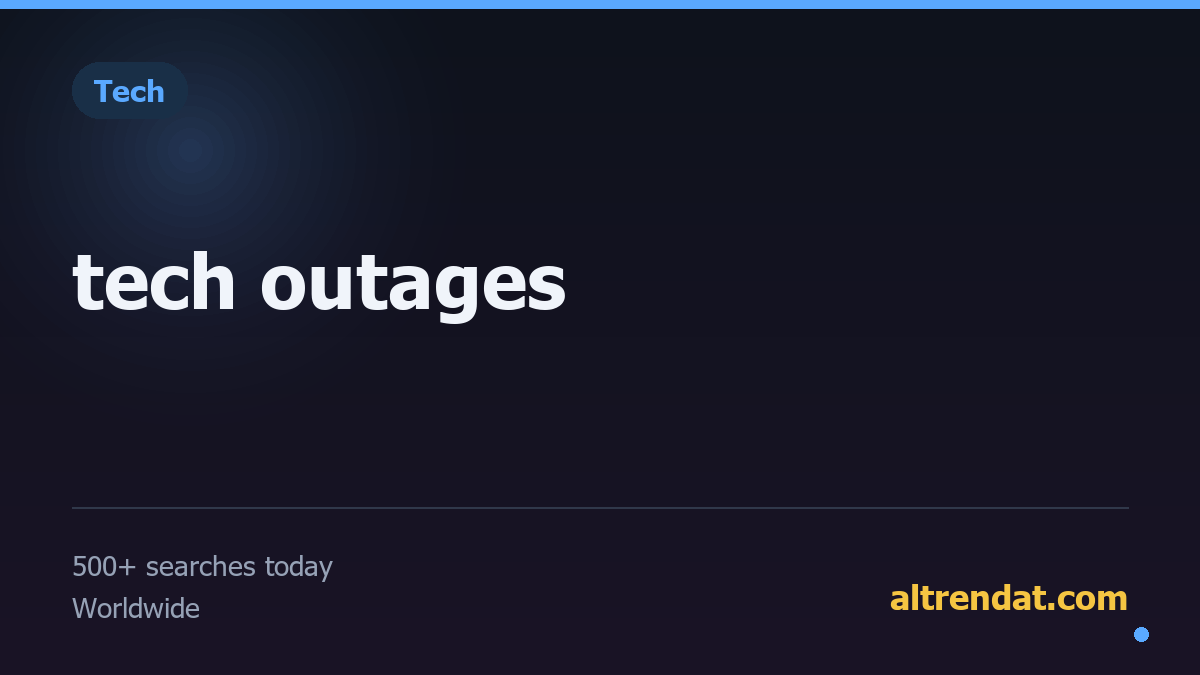 Tech
tech outages
500+ searches today
Worldwide
altrendat.com